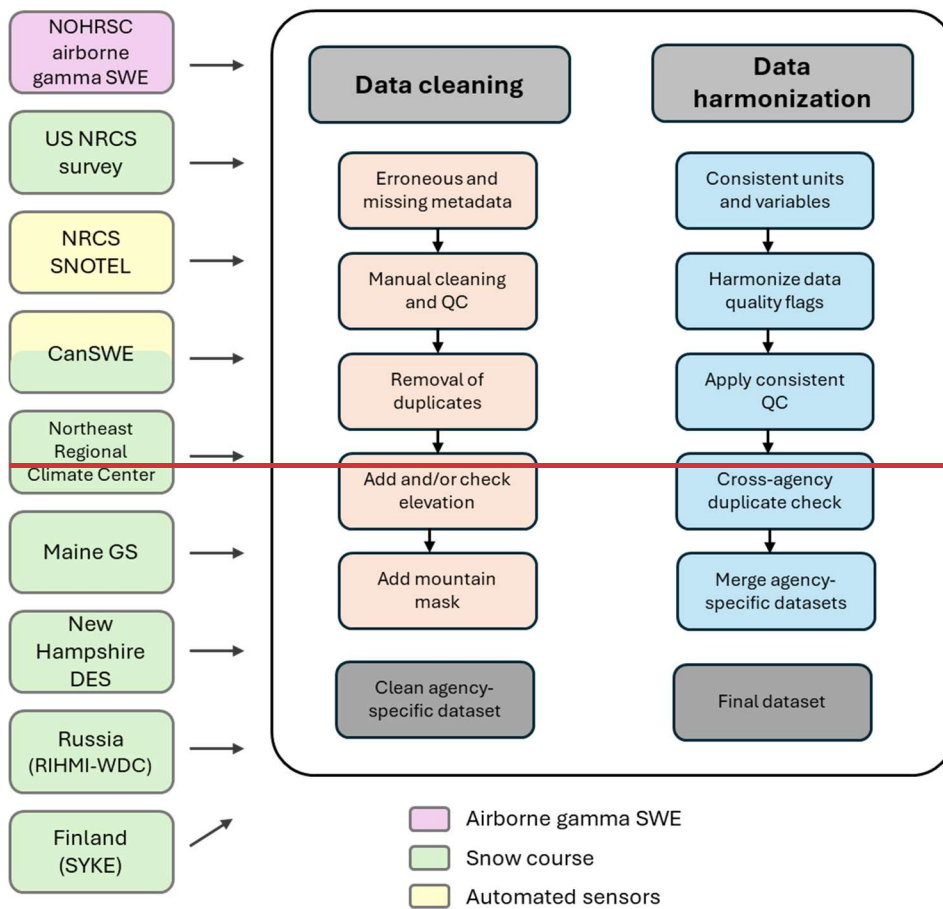 NOHRSC
airborne
gamma SWE
US NRCS
survey
NRCS
SNOTEL
CanSWE
Northeast
Regional
Climate Center
Maine GS
New
Hampshire
DES
Russia
(RIHMI-WDC)
Finland
(SYKE)
Data cleaning
Erroneous and
missing metadata
Manual cleaning
and QC
Removal of
duplicates
Add and/or check
elevation
Add mountain
mask
Clean agency-
specific dataset
Data
harmonization
Consistent units
and variables
Harmonize data
quality flags
Apply consistent
QC
Cross-agency
duplicate check
Merge agency-
specific datasets
Final dataset
Airborne gamma SWE
Snow course
Automated sensors